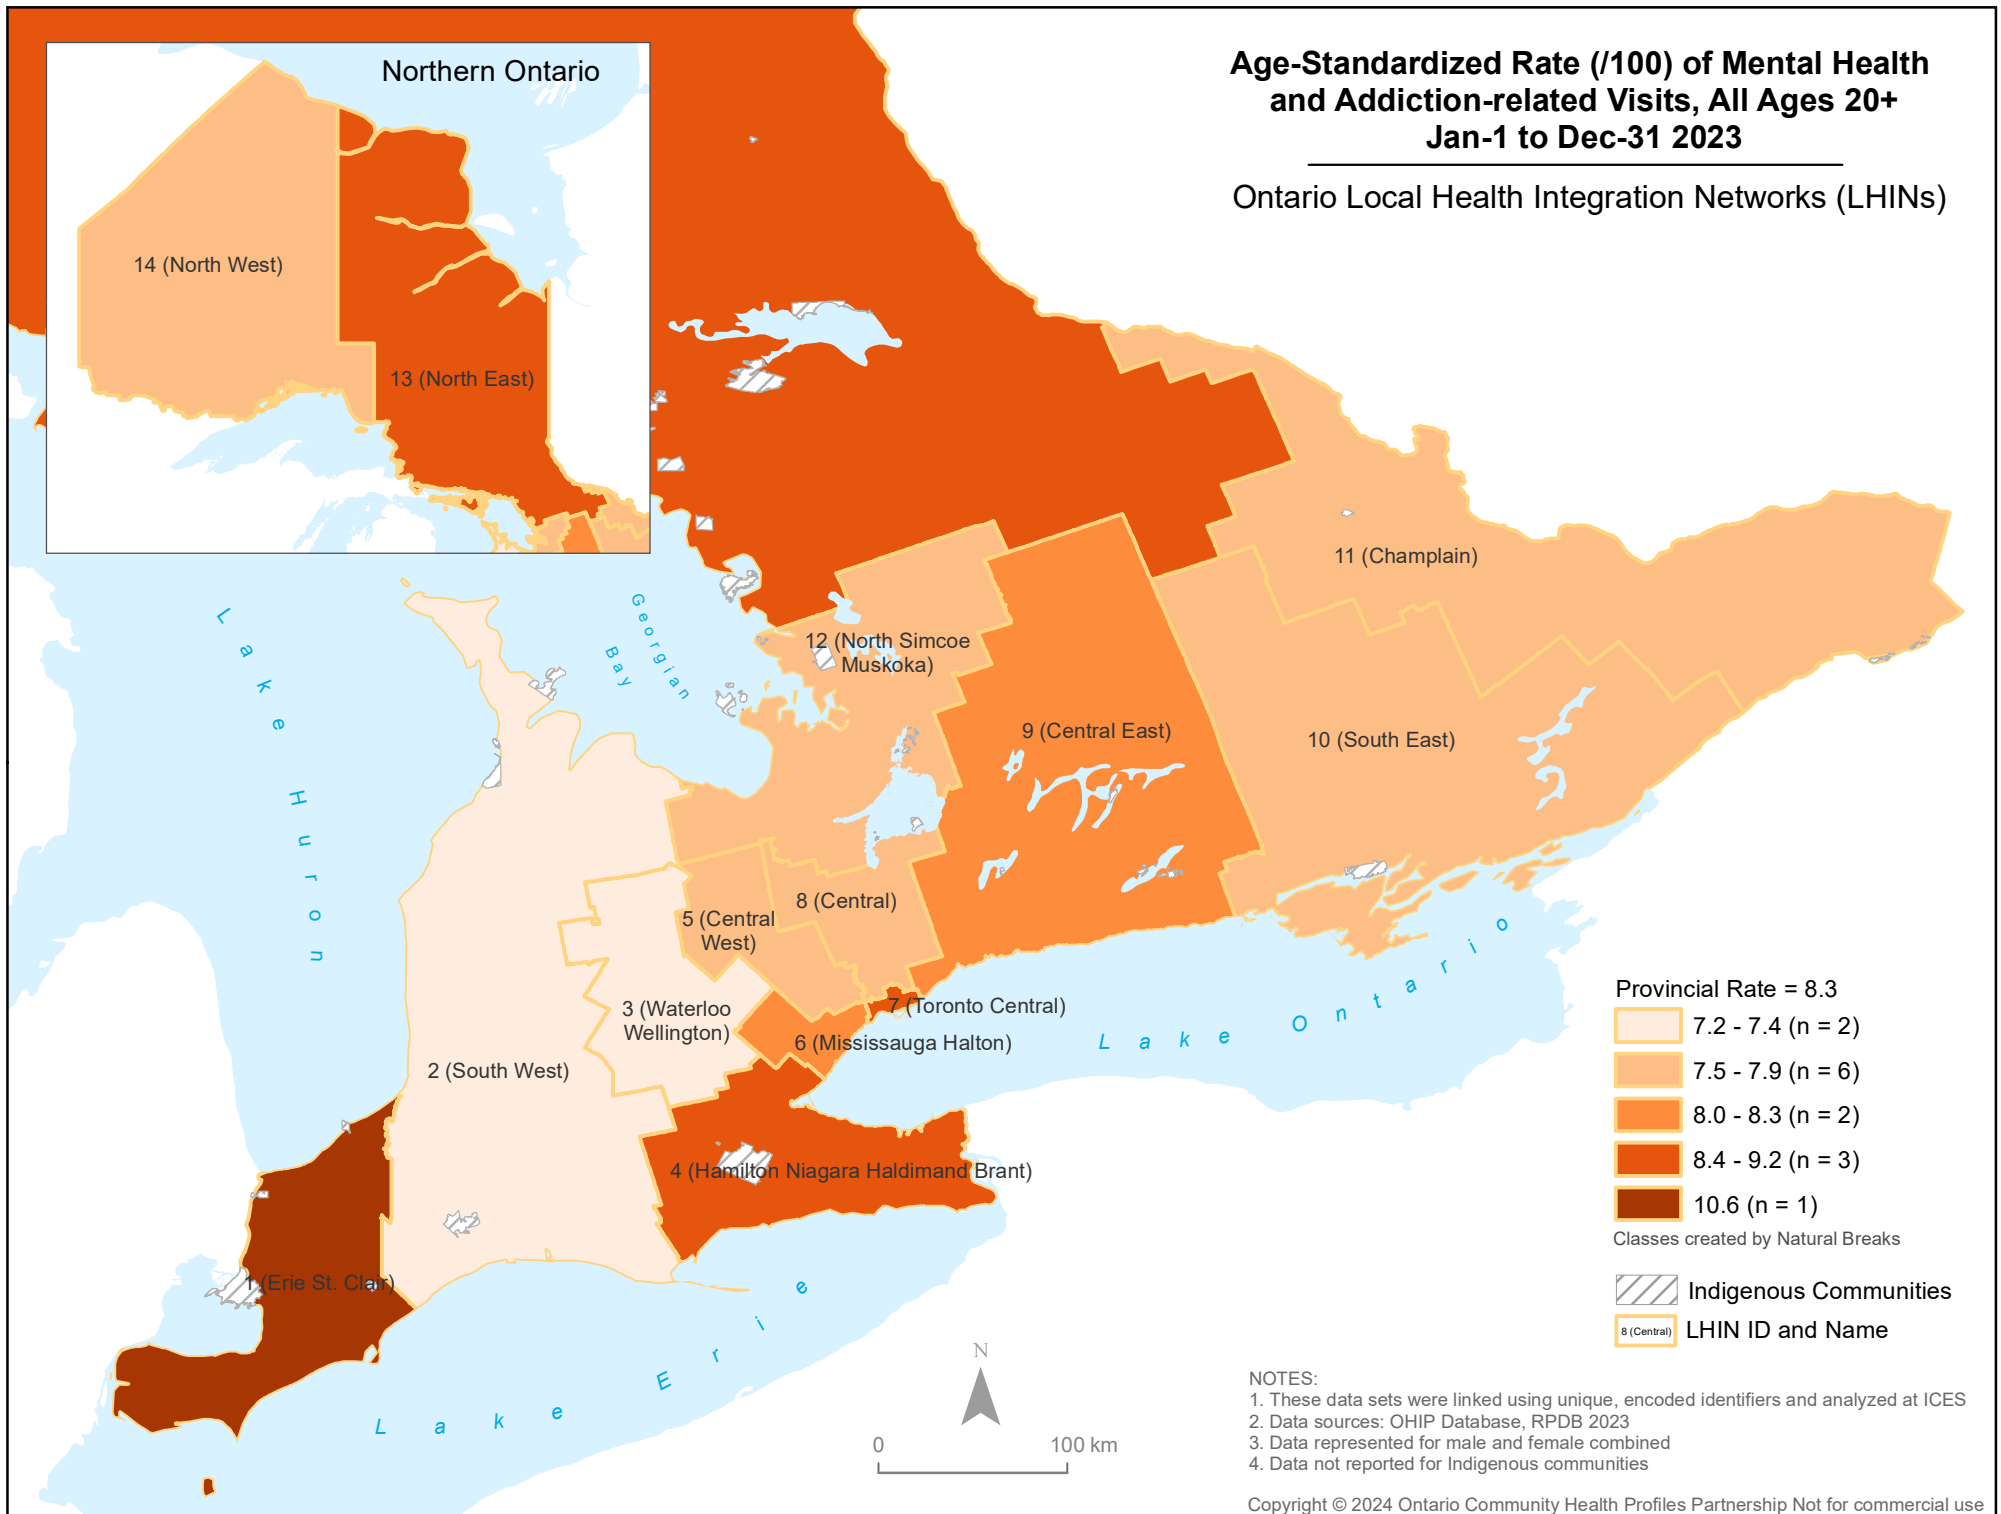 Northern Ontario
Age-Standardized Rate (/100) of Mental Health
and Addiction-related Visits, All Ages 20+
Jan-1 to Dec-31 2023
Ontario Local Health Integration Networks (LHINs)
14 (North West)
13 (North East)
11 (Champlain)
12 (North Simcoe
Muskoka)
Georgian
Bay
Lake Huron
9 (Central East)
10 (South East)
8 (Central)
5 (Central
West)
3 (Waterloo
Wellington)
7 (Toronto Central)
6 (Mississauga Halton)
Lake Ontario
2 (South West)
4 (Hamilton Niagara Haldimand Brant)
1 (Erie St. Clair)
Lake Erie
Provincial Rate = 8.3
7.2 - 7.4 (n = 2)
7.5 - 7.9 (n = 6)
8.0 - 8.3 (n = 2)
8.4 - 9.2 (n = 3)
10.6 (n = 1)
Classes created by Natural Breaks
Indigenous Communities
8 (Central) LHIN ID and Name
N
0 100 km
NOTES:
1. These data sets were linked using unique, encoded identifiers and analyzed at ICES
2. Data sources: OHIP Database, RPDB 2023
3. Data represented for male and female combined
4. Data not reported for Indigenous communities
Copyright © 2024 Ontario Community Health Profiles Partnership Not for commercial use